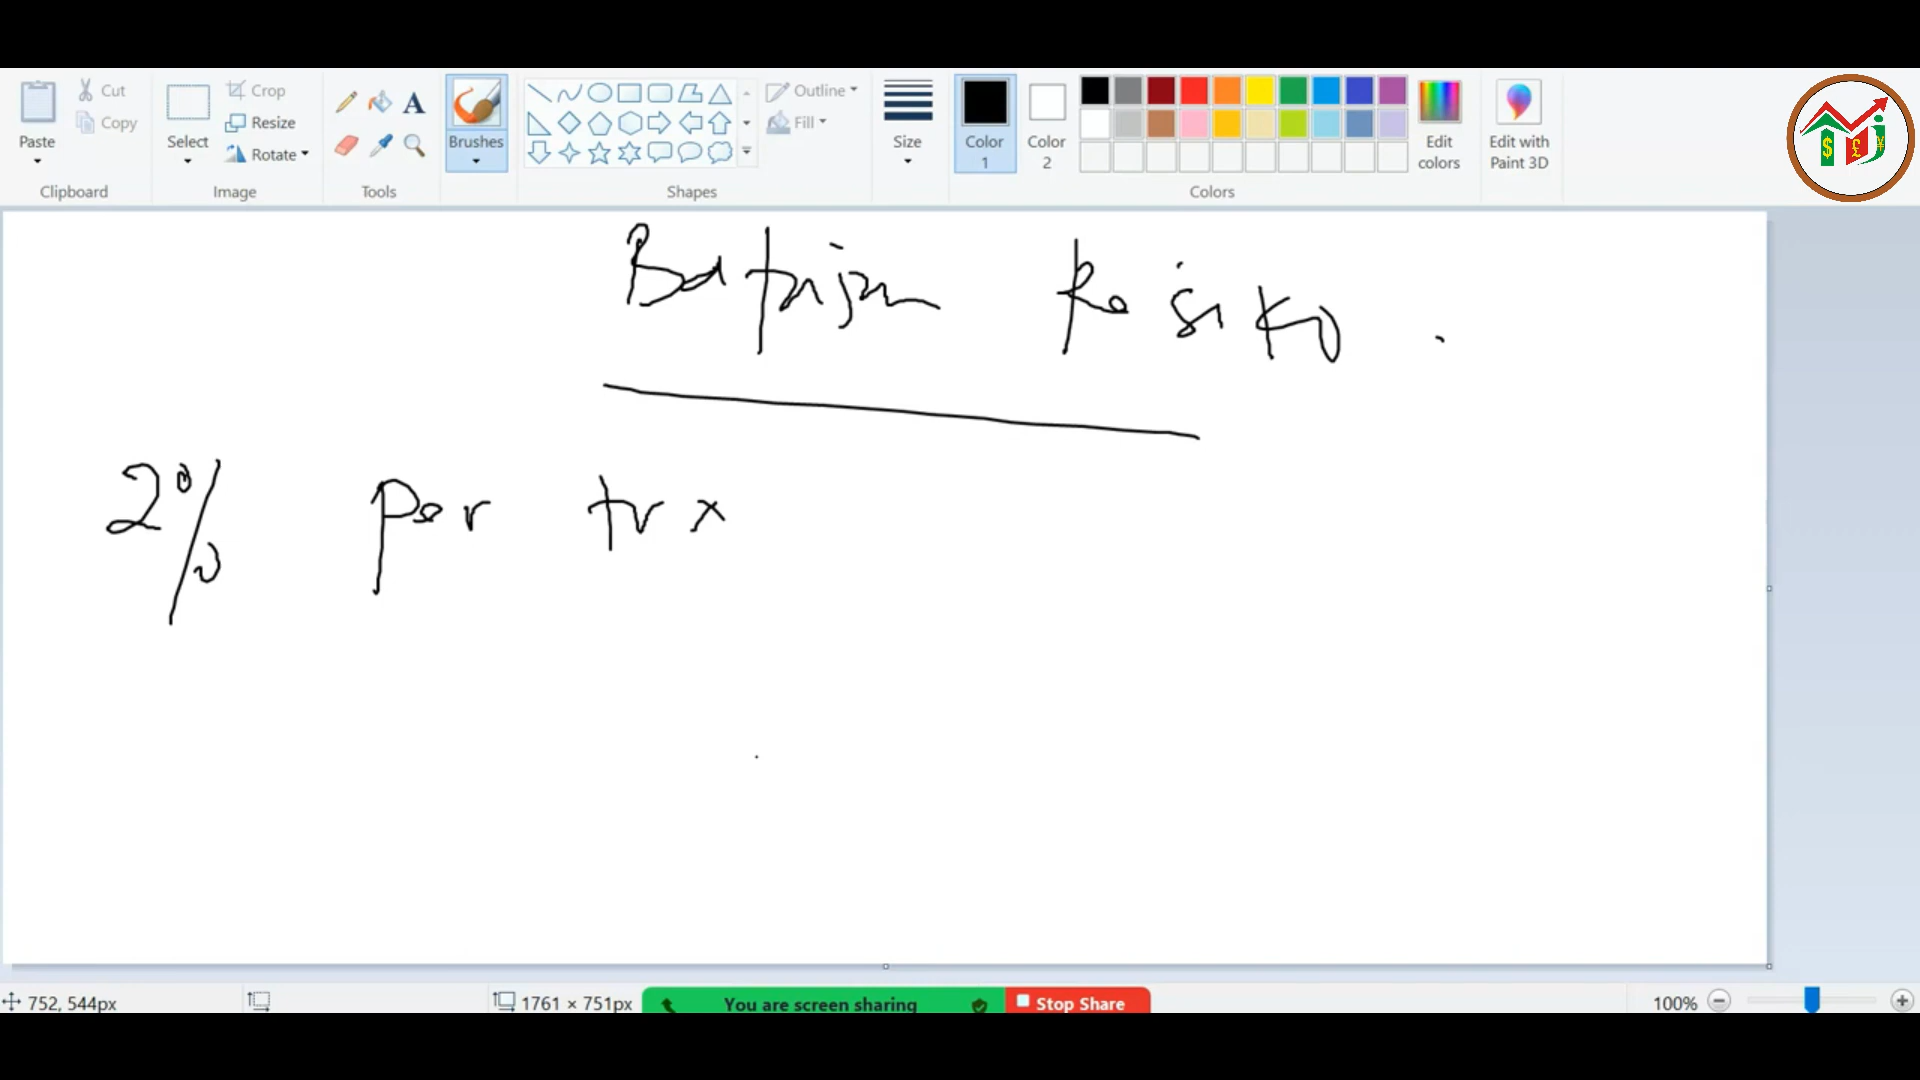 Cut
Copy
Paste
Clipboard
Select
Crop
Resize
Rotate
Image
Tools
Brushes
Shapes
Outline
Fill
Size
Color 1
Color 2
Colors
Edit colors
Edit with Paint 3D
Resiko
2% per trx
752, 544px
1761 × 751px
You are screen sharing
Stop Share
100%